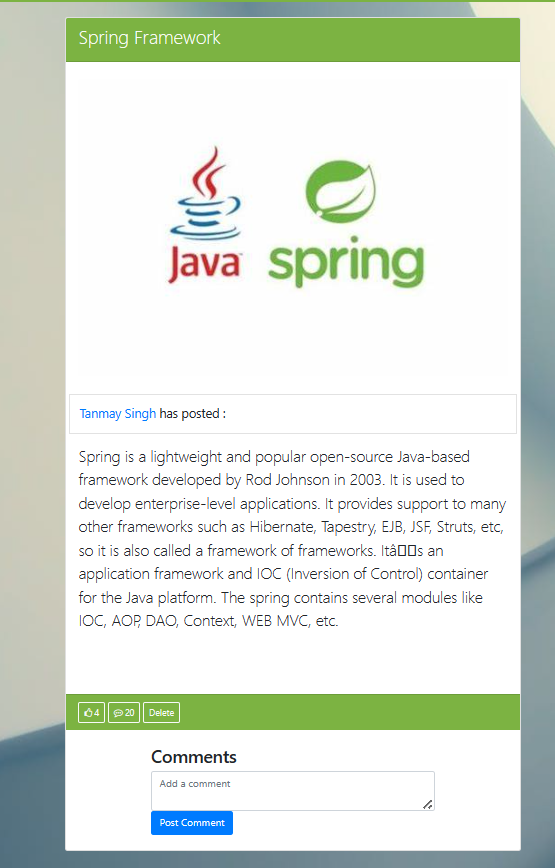 Spring Framework
Java
spring
Tanmay Singh has posted :
Spring is a lightweight and popular open-source Java-based
framework developed by Rod Johnson in 2003. It is used to
develop enterprise-level applications. It provides support to many
other frameworks such as Hibernate, Tapestry, EJB, JSF, Struts, etc,
so it is also called a framework of frameworks. Itâ▯▯s an
application framework and IOC (Inversion of Control) container
for the Java platform. The spring contains several modules like
IOC, AOP, DAO, Context, WEB MVC, etc.
4 20 Delete
Comments
Add a comment
Post Comment